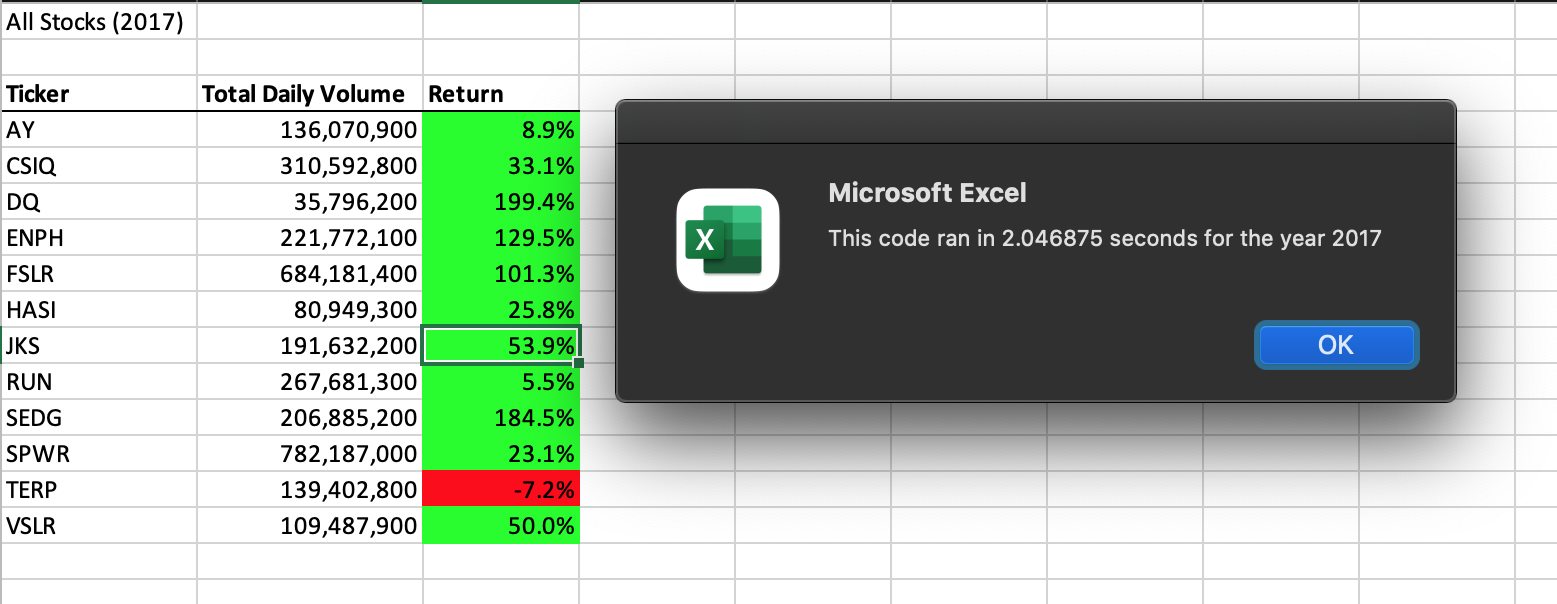 All Stocks (2017)
Ticker Total Daily Volume Return
AY 136,070,900 8.9%
CSIQ 310,592,800 33.1%
DQ 35,796,200 199.4%
ENPH 221,772,100 129.5%
FSLR 684,181,400 101.3%
HASI 80,949,300 25.8%
JKS 191,632,200 53.9%
RUN 267,681,300 5.5%
SEDG 206,885,200 184.5%
SPWR 782,187,000 23.1%
TERP 139,402,800 -7.2%
VSLR 109,487,900 50.0%
X
Microsoft Excel
This code ran in 2.046875 seconds for the year 2017
OK